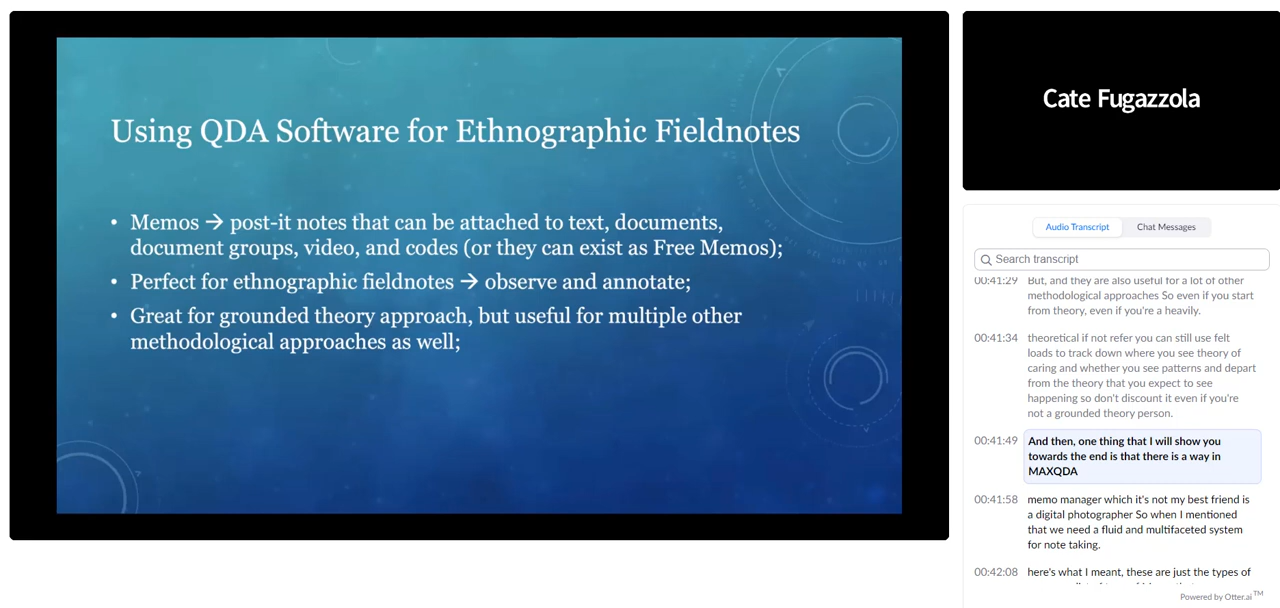 Using QDA Software for Ethnographic Fieldnotes
• Memos → post-it notes that can be attached to text, documents,
document groups, video, and codes (or they can exist as Free Memos);
• Perfect for ethnographic fieldnotes → observe and annotate;
• Great for grounded theory approach, but useful for multiple other
methodological approaches as well;
Cate Fugazzola
Audio Transcript
Chat Messages
Search transcript
00:41:29 But, and they are also useful for a lot of other
methodological approaches So even if you start
from theory, even if you're a heavily.
00:41:34 theoretical if not refer you can still use felt
loads to track down where you see theory of
caring and whether you see patterns and depart
from the theory that you expect to see
happening so don't discount it even if you're
not a grounded theory person.
00:41:49 And then, one thing that I will show you
towards the end is that there is a way in
MAXQDA
00:41:58 memo manager which it's not my best friend is
a digital photographer So when I mentioned
that we need a fluid and multifaceted system
for note taking.
00:42:08 here's what I meant, these are just the types of
Powered by Otter.ai TM